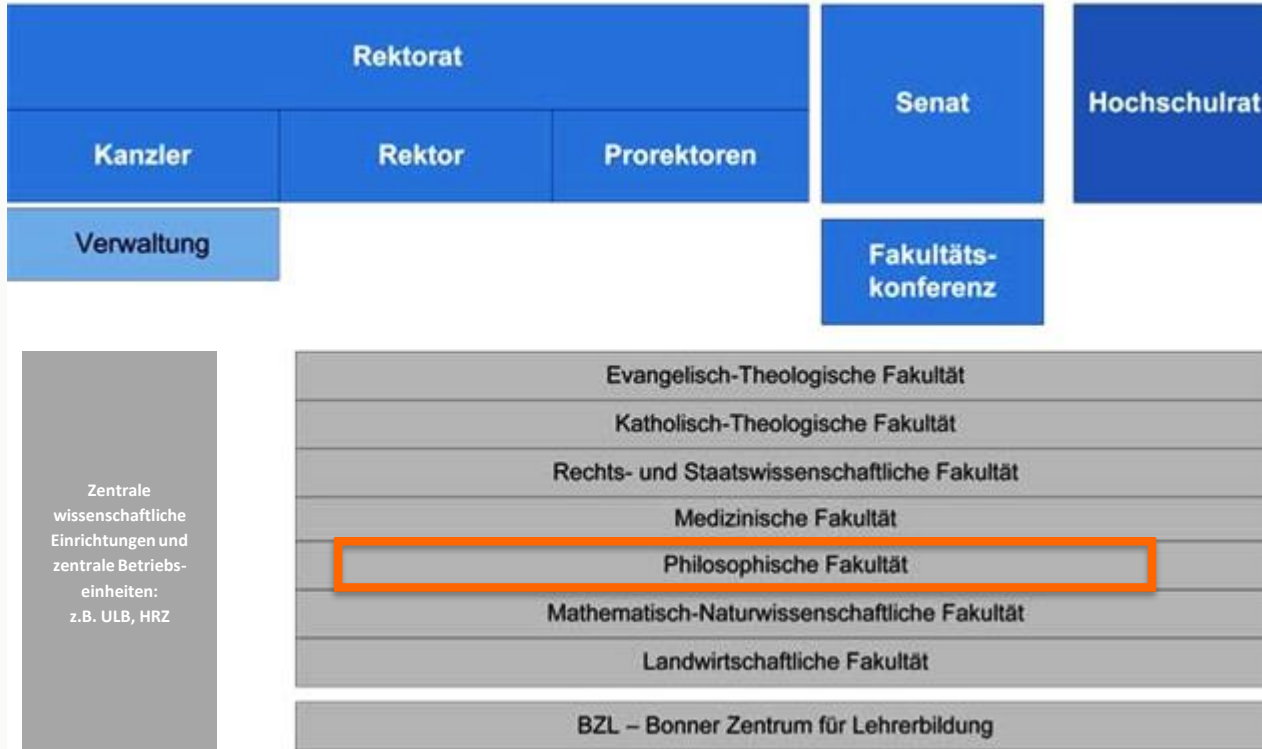 Rektorat
Senat
Hochschulrat
Kanzler
Rektor
Prorektoren
Verwaltung
Fakultäts-
konferenz
Evangelisch-Theologische Fakultät
Katholisch-Theologische Fakultät
Rechts- und Staatswissenschaftliche Fakultät
Medizinische Fakultät
Philosophische Fakultät
Mathematisch-Naturwissenschaftliche Fakultät
Landwirtschaftliche Fakultät
BZL – Bonner Zentrum für Lehrerbildung
Zentrale
wissenschaftliche
Einrichtungen und
zentrale Betriebs-
einheiten:
z.B. ULB, HRZ